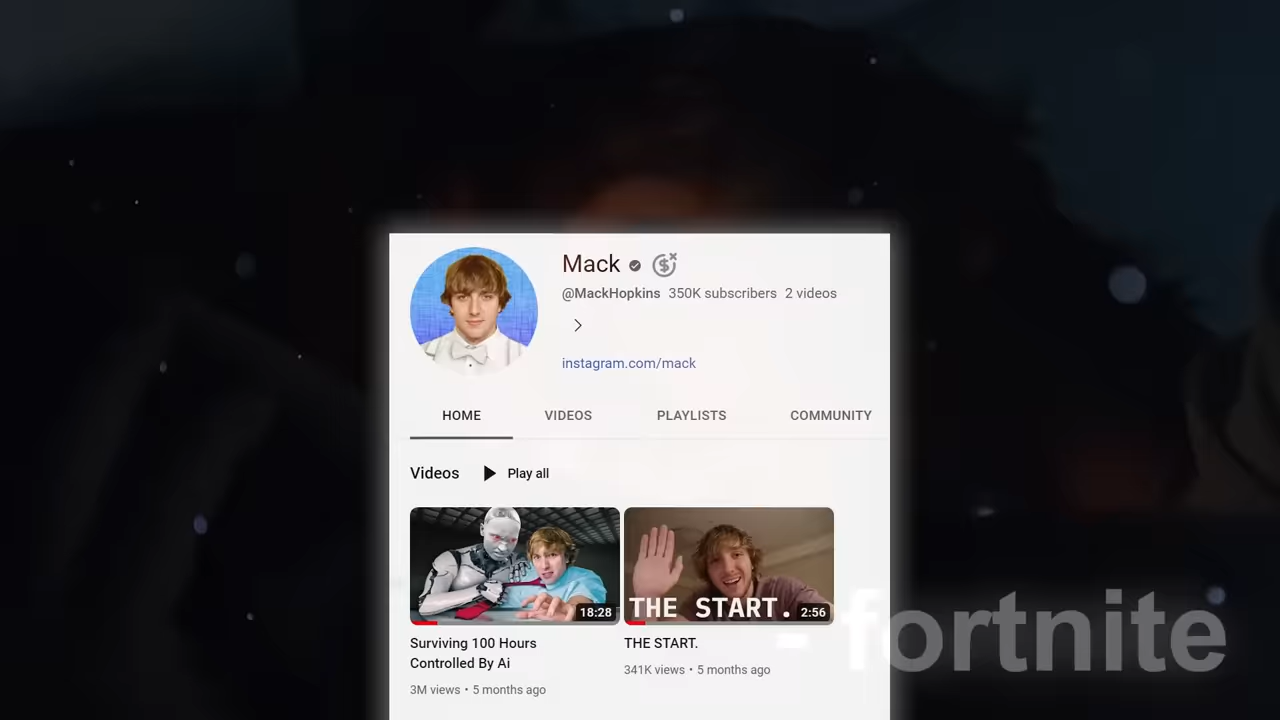 Mack
@MackHopkins 350K subscribers 2 videos
instagram.com/mack
HOME VIDEOS PLAYLISTS COMMUNITY
Videos Play all
THE START.
18:28
2:56
Surviving 100 Hours
Controlled By Ai
3M views • 5 months ago
THE START.
341K views • 5 months ago
- fortnite